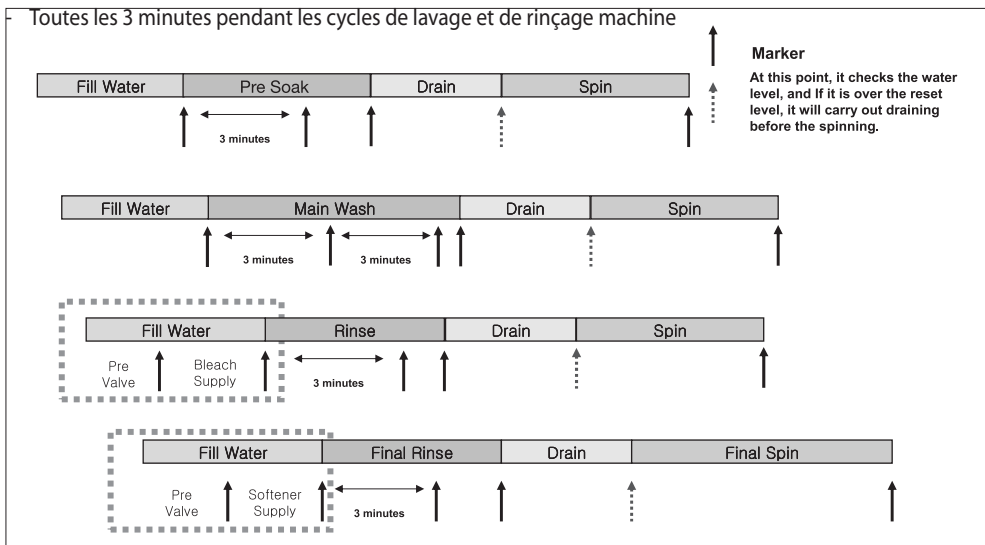 - Toutes les 3 minutes pendant les cycles de lavage et de rinçage machine
Marker
At this point, it checks the water
level, and If it is over the reset
level, it will carry out draining
before the spinning.
Fill Water Pre Soak Drain Spin
3 minutes
Fill Water Main Wash Drain Spin
3 minutes 3 minutes
Fill Water Rinse Drain Spin
Pre
Valve
Bleach
Supply
3 minutes
Fill Water Final Rinse Drain Final Spin
Pre
Valve
Softener
Supply
3 minutes